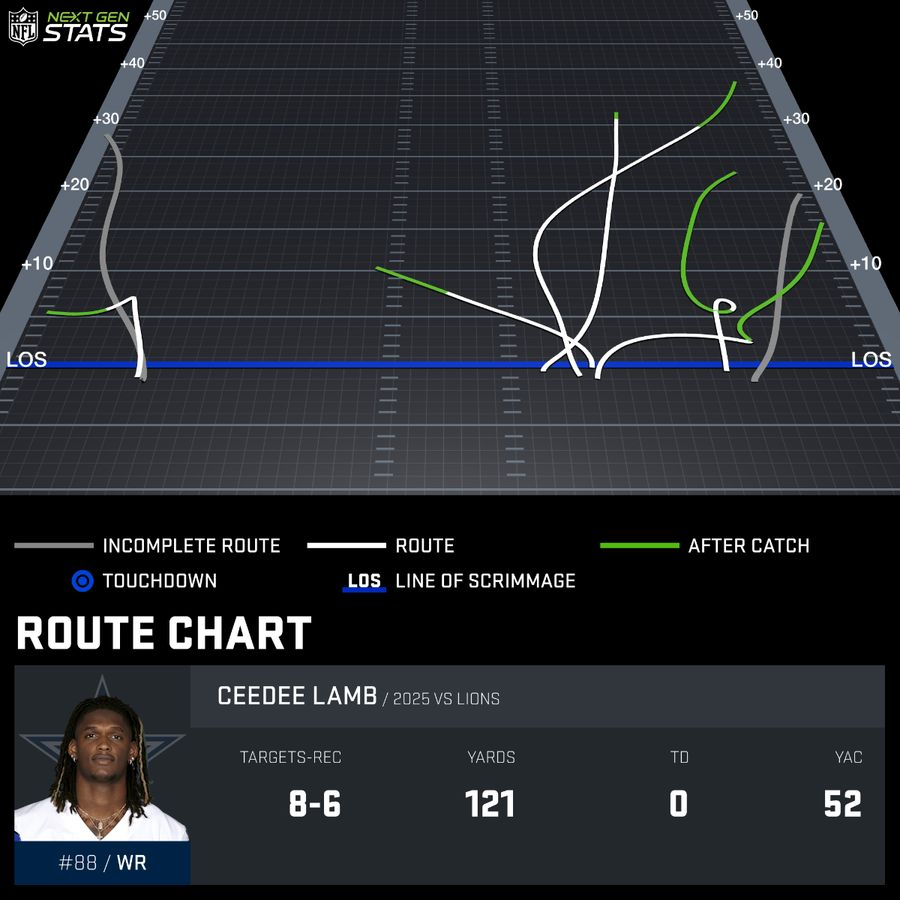 NFL NEXT GEN
STATS
+50 +50
+40 +40
+30 +30
+20 +20
+10 +10
LOS LOS
INCOMPLETE ROUTE ROUTE AFTER CATCH
TOUCHDOWN LOS LINE OF SCRIMMAGE
ROUTE CHART
CEEDEE LAMB / 2025 VS LIONS
TARGETS-REC YARDS TD YAC
8-6 121 0 52
#88 / WR